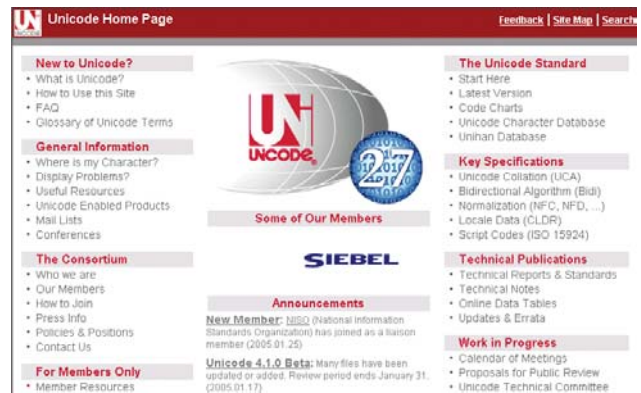 Unicode Home Page
Feedback | Site Map | Search
New to Unicode?
• What is Unicode?
• How to Use this Site
• FAQ
• Glossary of Unicode Terms
General Information
• Where is my Character?
• Display Problems?
• Useful Resources
• Unicode Enabled Products
• Mail Lists
• Conferences
The Consortium
• Who we are
• Our Members
• How to Join
• Press Info
• Policies & Positions
• Contact Us
For Members Only
• Member Resources
UNICODE®
27
Some of Our Members
SIEBEL
Announcements
New Member: NISO (National Information
Standards Organization) has joined as a liaison
member (2005.01.25)
Unicode 4.1.0 Beta: Many files have been
updated or added. Review period ends January 31.
(2005.01.17)
The Unicode Standard
• Start Here
• Latest Version
• Code Charts
• Unicode Character Database
• Unihan Database
Key Specifications
• Unicode Collation (UCA)
• Bidirectional Algorithm (Bidi)
• Normalization (NFC, NFD, ...)
• Locale Data (CLDR)
• Script Codes (ISO 15924)
Technical Publications
• Technical Reports & Standards
• Technical Notes
• Online Data Tables
• Updates & Errata
Work in Progress
• Calendar of Meetings
• Proposals for Public Review
• Unicode Technical Committee